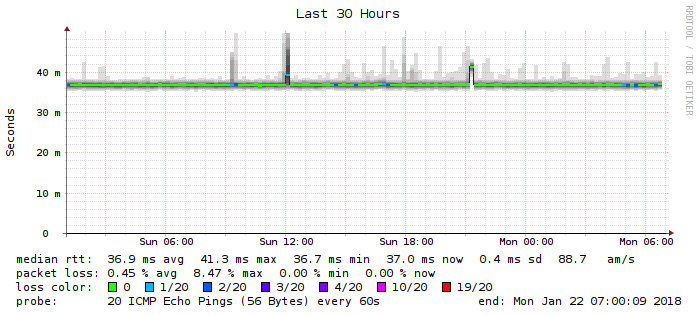 Last 30 Hours
RRDTOOL / TOBI OETIKER
Seconds
40 m
30 m
20 m
10 m
0
Sun 06:00 Sun 12:00 Sun 18:00 Mon 00:00 Mon 06:00
median rtt: 36.9 ms avg 41.3 ms max 36.7 ms min 37.0 ms now 0.4 ms sd 88.7 am/s
packet loss: 0.45 % avg 8.47 % max 0.00 % min 0.00 % now
loss color: 0 1/20 2/20 3/20 4/20 10/20 19/20
probe: 20 ICMP Echo Pings (56 Bytes) every 60s end: Mon Jan 22 07:00:09 2018